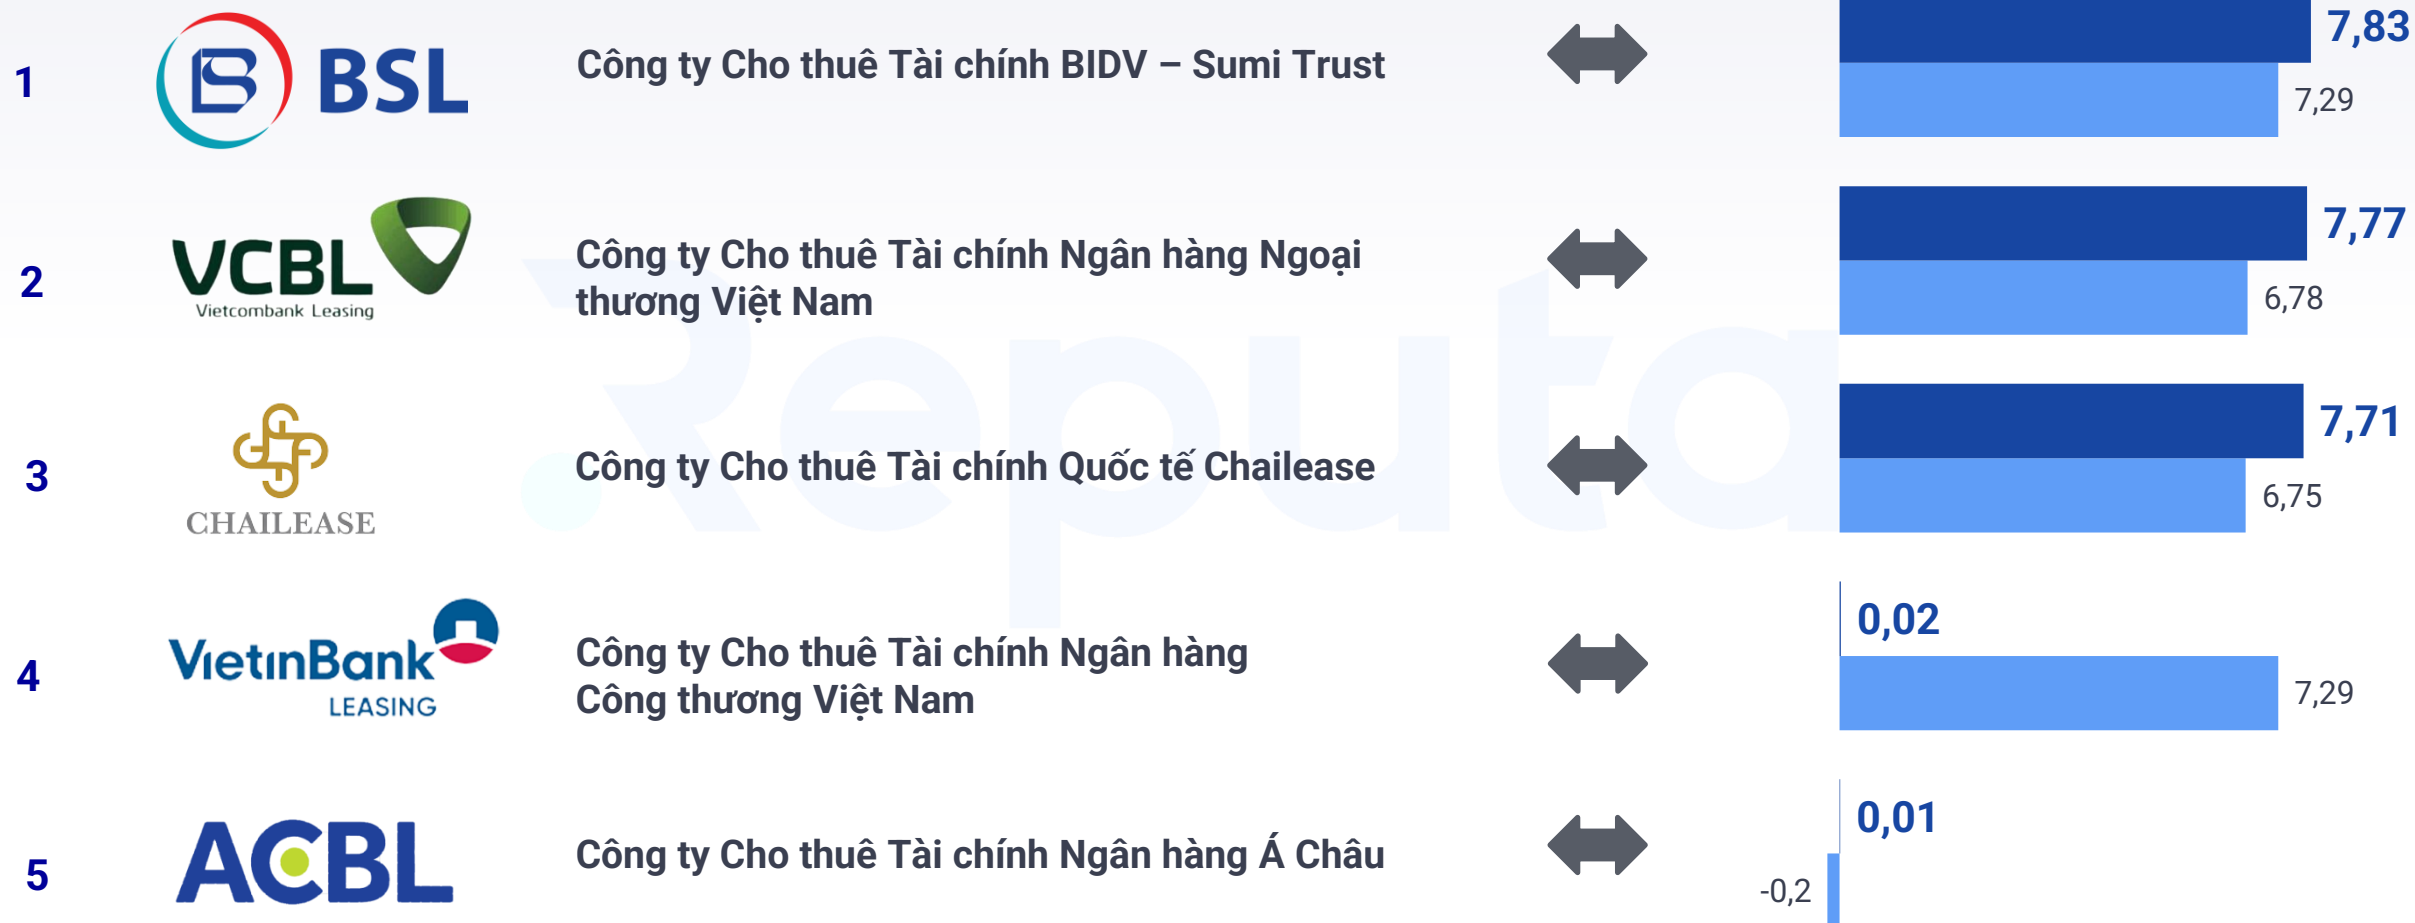 1
BSL
Công ty Cho thuê Tài chính BIDV – Sumi Trust
7,83
7,29
2
VCBL
Vietcombank Leasing
Công ty Cho thuê Tài chính Ngân hàng Ngoại
thương Việt Nam
7,77
6,78
Reputa
3
CHAILEASE
Công ty Cho thuê Tài chính Quốc tế Chailease
7,71
6,75
4
VietinBank
LEASING
Công ty Cho thuê Tài chính Ngân hàng
Công thương Việt Nam
0,02
7,29
5
ACBL
Công ty Cho thuê Tài chính Ngân hàng Á Châu
0,01
-0,2